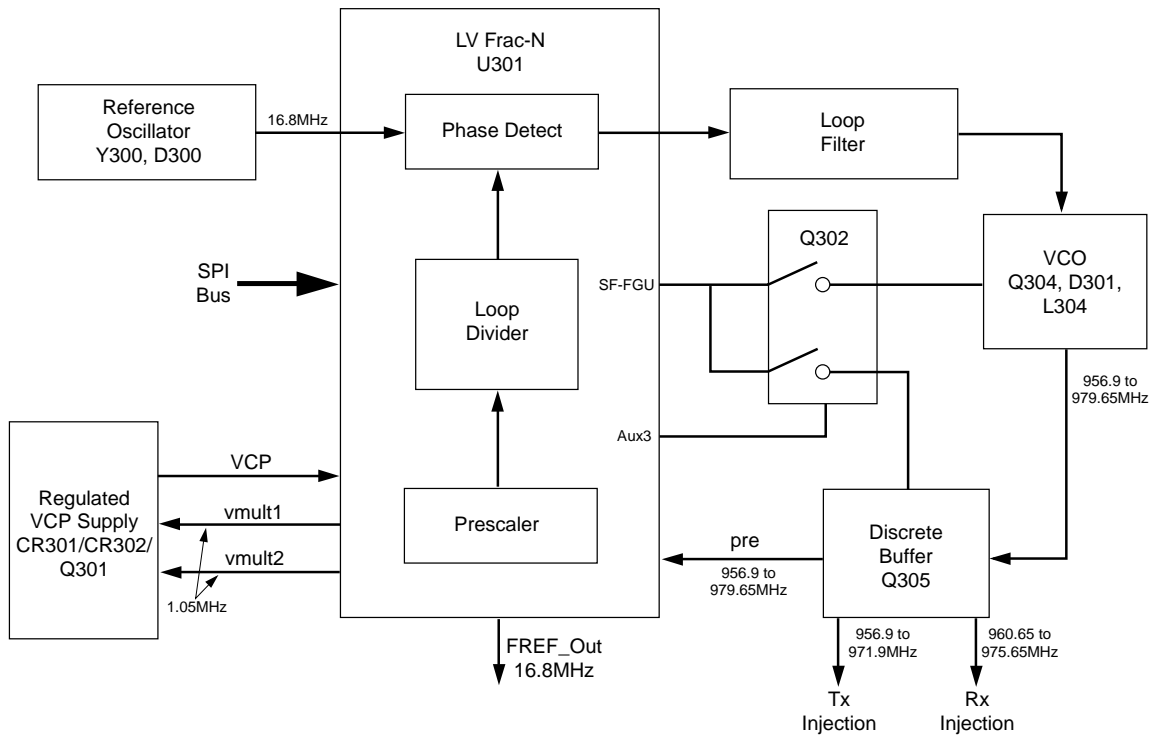 LV Frac-N
U301
Reference
Oscillator
Y300, D300
16.8MHz
Phase Detect
Loop
Filter
Q302
VCO
Q304, D301,
L304
SPI
Bus
SF-FGU
Loop
Divider
956.9 to
979.65MHz
Aux3
VCP
Regulated
VCP Supply
CR301/CR302/
Q301
vmult1
vmult2
1.05MHz
Prescaler
pre
956.9 to
979.65MHz
Discrete
Buffer
Q305
FREF_Out
16.8MHz
956.9 to
971.9MHz
960.65 to
975.65MHz
Tx
Injection
Rx
Injection